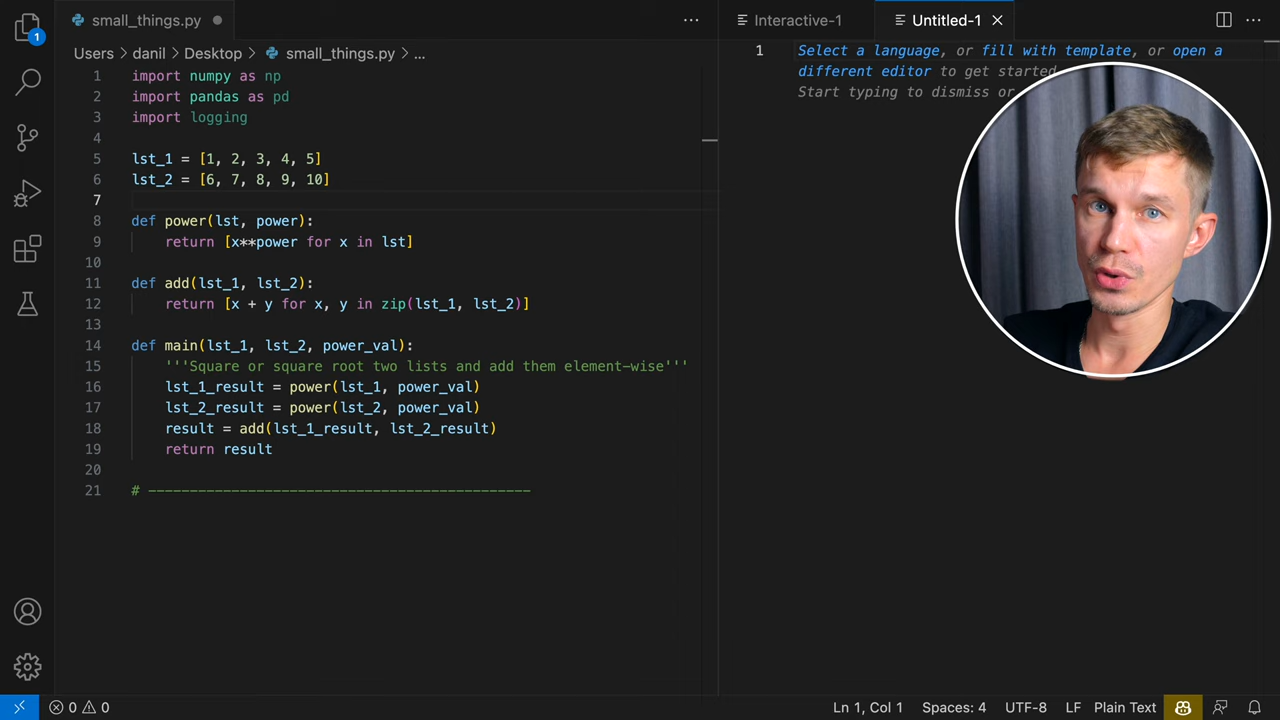 small_things.py
Users > danil > Desktop > small_things.py > ...
1 import numpy as np
2 import pandas as pd
3 import logging
4
5 lst_1 = [1, 2, 3, 4, 5]
6 lst_2 = [6, 7, 8, 9, 10]
7
8 def power(lst, power):
9 return [x**power for x in lst]
10
11 def add(lst_1, lst_2):
12 return [x + y for x, y in zip(lst_1, lst_2)]
13
14 def main(lst_1, lst_2, power_val):
15 '''Square or square root two lists and add them element-wise'''
16 lst_1_result = power(lst_1, power_val)
17 lst_2_result = power(lst_2, power_val)
18 result = add(lst_1_result, lst_2_result)
19 return result
20
21 # ----------------------------------------------
Interactive-1
Untitled-1
1 Select a language, or fill with template, or open a
different editor to get started.
Start typing to dismiss or
1
0 0
Ln 1, Col 1 Spaces: 4 UTF-8 LF Plain Text